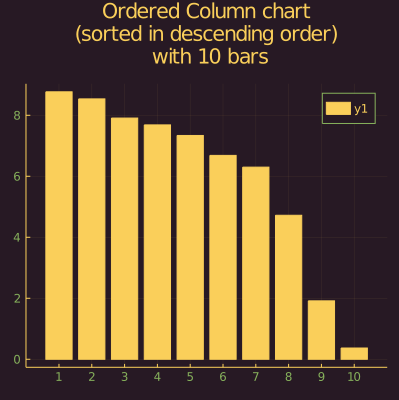 Ordered Column chart
(sorted in descending order)
with 10 bars
y1
8
6
4
2
0
1 2 3 4 5 6 7 8 9 10